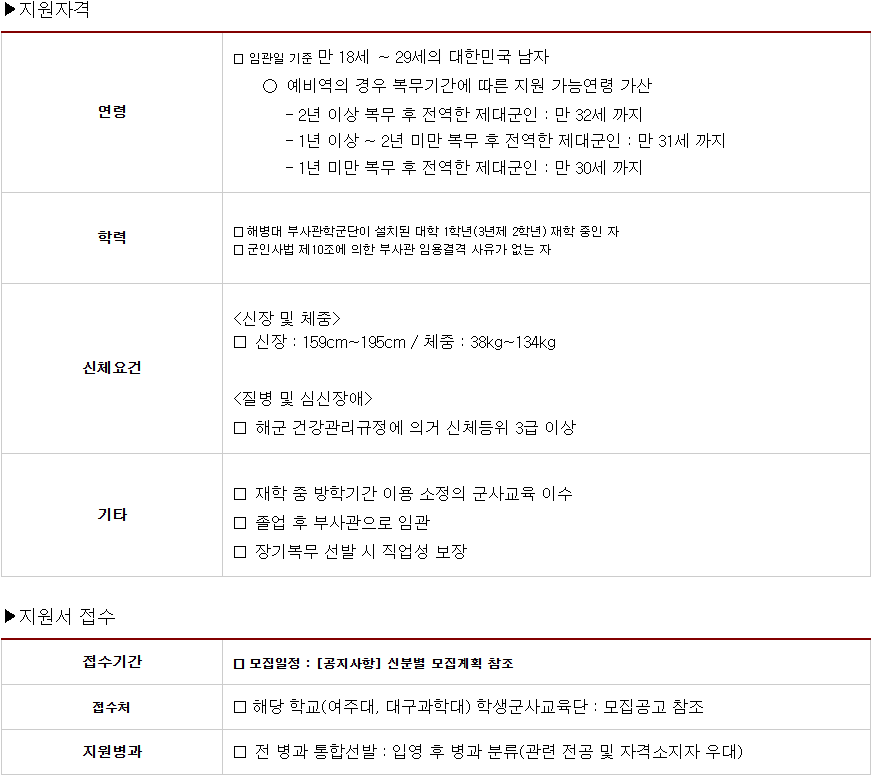 ▶지원자격
연령
□ 임관일 기준 만 18세 ~ 29세의 대한민국 남자
○ 예비역의 경우 복무기간에 따른 지원 가능연령 가산
- 2년 이상 복무 후 전역한 제대군인 : 만 32세 까지
- 1년 이상 ~ 2년 미만 복무 후 전역한 제대군인 : 만 31세 까지
- 1년 미만 복무 후 전역한 제대군인 : 만 30세 까지
학력
□ 해병대 부사관학군단이 설치된 대학 1학년(3년제 2학년) 재학 중인 자
□ 군인사법 제10조에 의한 부사관 임용결격 사유가 없는 자
신체요건
<신장 및 체중>
□ 신장 : 159cm~195cm / 체중 : 38kg~134kg
<질병 및 심신장애>
□ 해군 건강관리규정에 의거 신체등위 3급 이상
기타
□ 재학 중 방학기간 이용 소정의 군사교육 이수
□ 졸업 후 부사관으로 임관
□ 장기복무 선발 시 직업성 보장
▶지원서 접수
접수기간
□ 모집일정 : [공지사항] 신분별 모집계획 참조
접수처
□ 해당 학교(여주대, 대구과학대) 학생군사교육단 : 모집공고 참조
지원병과
□ 전 병과 통합선발 : 입영 후 병과 분류(관련 전공 및 자격소지자 우대)